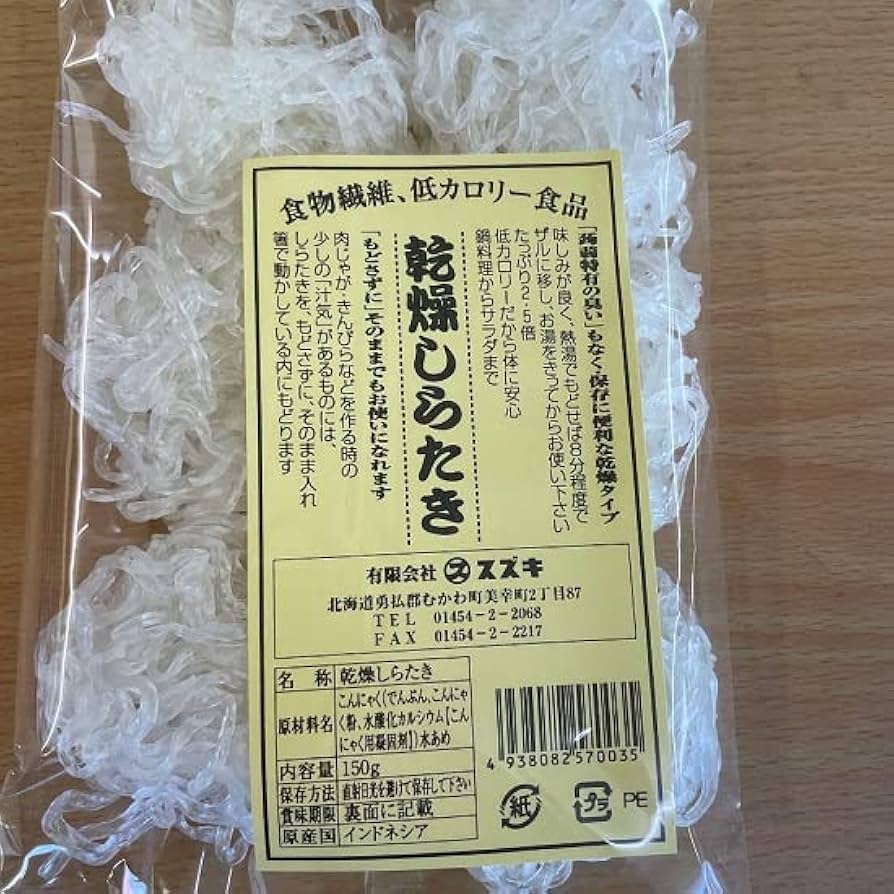 食物繊維、低カロリー食品
「蒟蒻特有の臭い」もなく・保存に便利な乾燥タイプ
味しみが良く、熱湯でもどせば8分程度で
ザルに移し、お湯をきってからお使い下さい
たっぷり2.5倍
低カロリーだから体に安心
鍋料理からサラダまで
乾燥しらたき
「もどさずに」そのままでもお使いになれます
肉じゃが・きんぴらなどを作る時の
少しの「汁気」があるものには、
しらたきを、もどさずに、そのまま入れ
箸で動かしている内にもどります
有限会社 ス スズキ
北海道勇払郡むかわ町美幸町2丁目87
TEL 01454-2-2068
FAX 01454-2-2217
名称 乾燥しらたき
原材料名 こんにゃく(でんぷん、こんにゃ
く粉、水酸化カルシウム【こん
にゃく用凝固剤】)水あめ
内容量 150g
保存方法 直射日光を避けて保存して下さい
賞味期限 裏面に記載
原産国 インドネシア
4938082570035
紙
プラ
PE